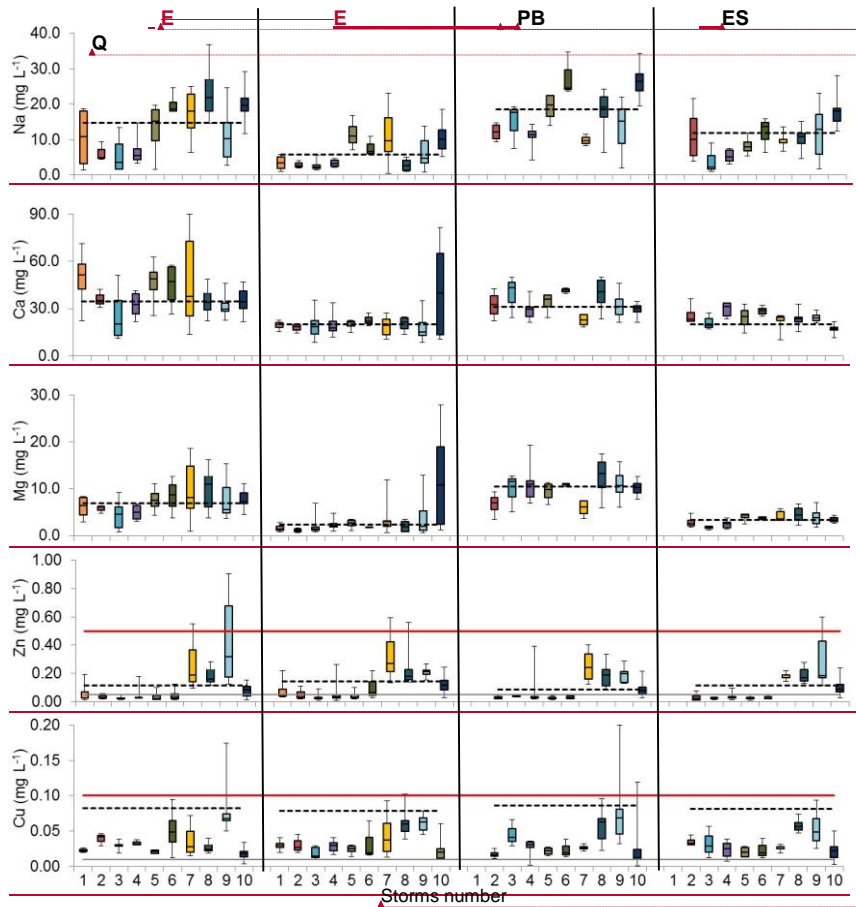 E E PB ES
Q
Na (mg L-1)
40.0
30.0
20.0
10.0
0.0
Ca (mg L-1)
90.0
60.0
30.0
0.0
Mg (mg L-1)
30.0
20.0
10.0
0.0
Zn (mg L-1)
1.00
0.80
0.60
0.40
0.20
0.00
Cu (mg L-1)
0.20
0.15
0.10
0.05
0.00
1 2 3 4 5 6 7 8 9 10 1 2 3 4 5 6 7 8 9 10 1 2 3 4 5 6 7 8 9 10 1 2 3 4 5 6 7 8 9 10
Storms number